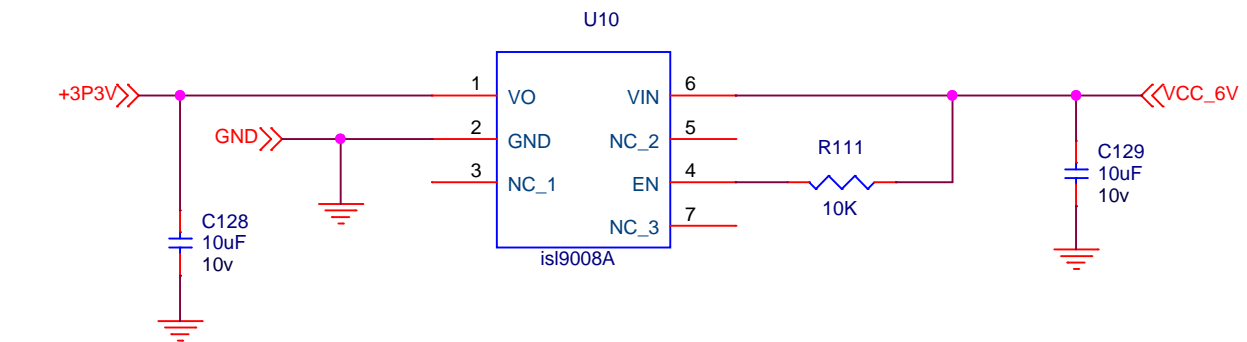 U10
+3P3V
1
VO
VIN
6
VCC_6V
GND
2
GND
NC_2
5
R111
C129
10uF
10v
3
NC_1
EN
4
10K
C128
10uF
10v
NC_3
7
isl9008A